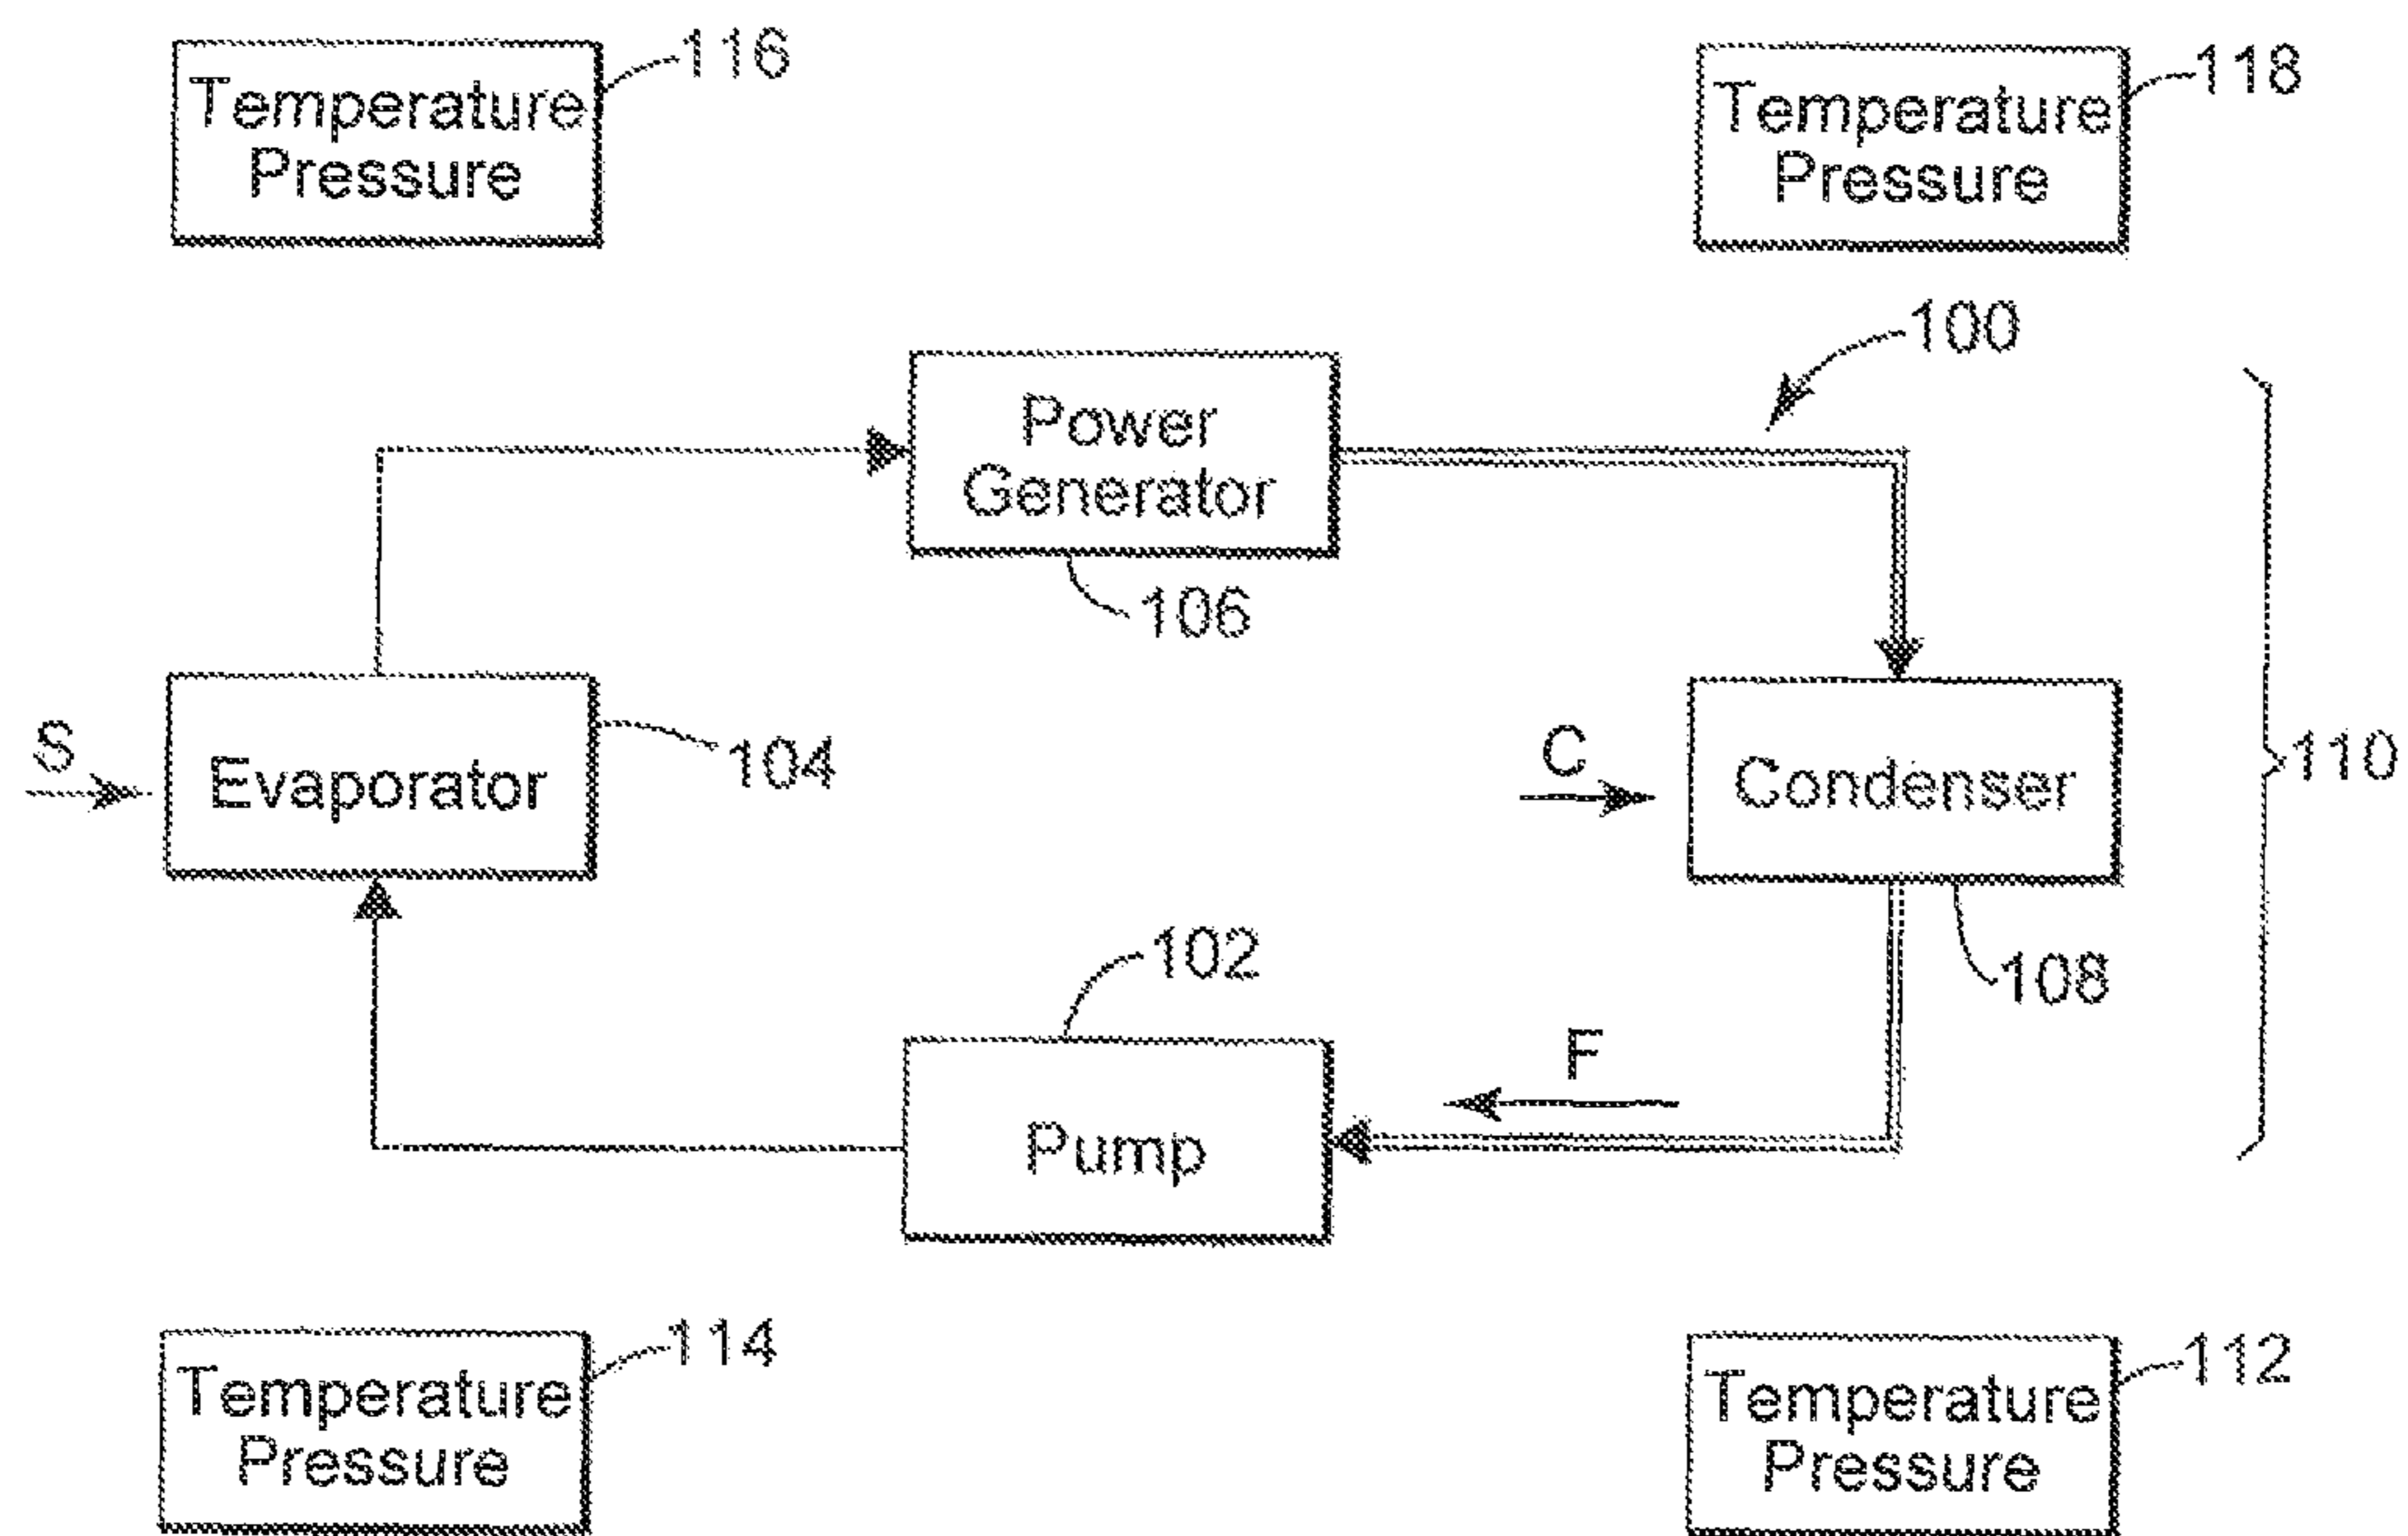 Temperature
Pressure
116
Temperature
Pressure
118
100
Power
Generator
106
110
S
Evaporator
104
C
Condenser
108
102
F
Pump
Temperature
Pressure
114
Temperature
Pressure
112